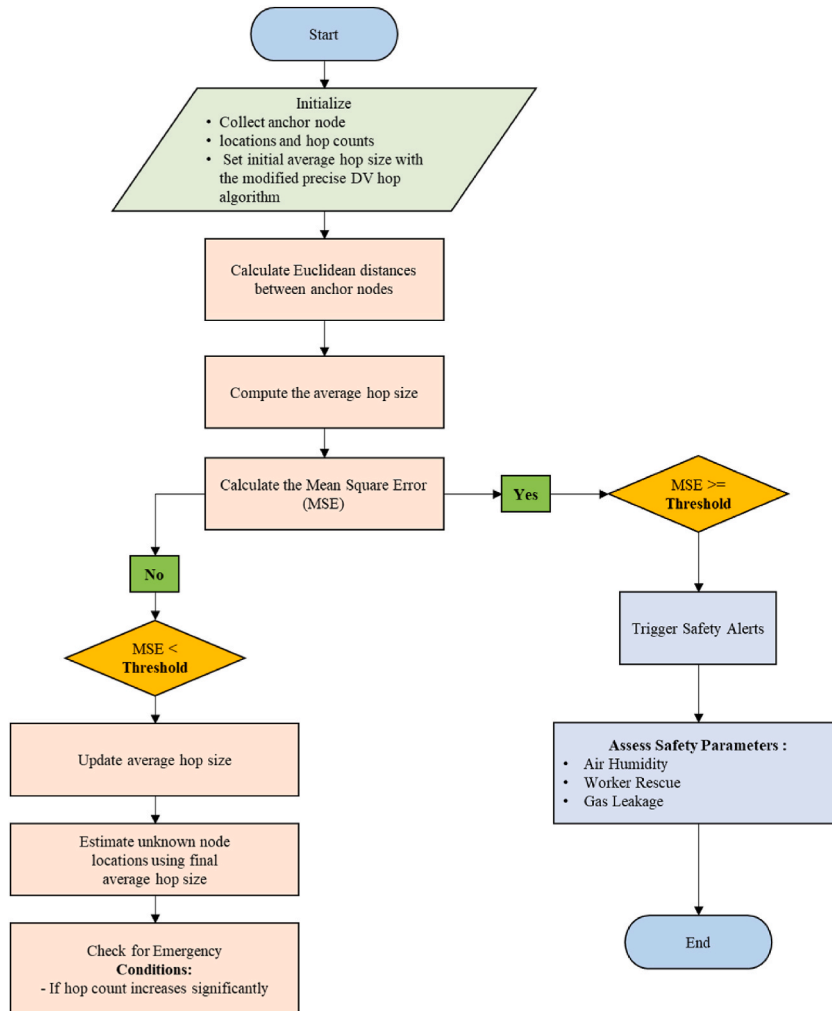 Start
Initialize
• Collect anchor node
• locations and hop counts
• Set initial average hop size with
the modified precise DV hop
algorithm
Calculate Euclidean distances
between anchor nodes
Compute the average hop size
Calculate the Mean Square Error
(MSE)
Yes
MSE >=
Threshold
No
MSE <
Threshold
Trigger Safety Alerts
Update average hop size
Assess Safety Parameters :
• Air Humidity
• Worker Rescue
• Gas Leakage
Estimate unknown node
locations using final
average hop size
Check for Emergency
Conditions:
- If hop count increases significantly
End